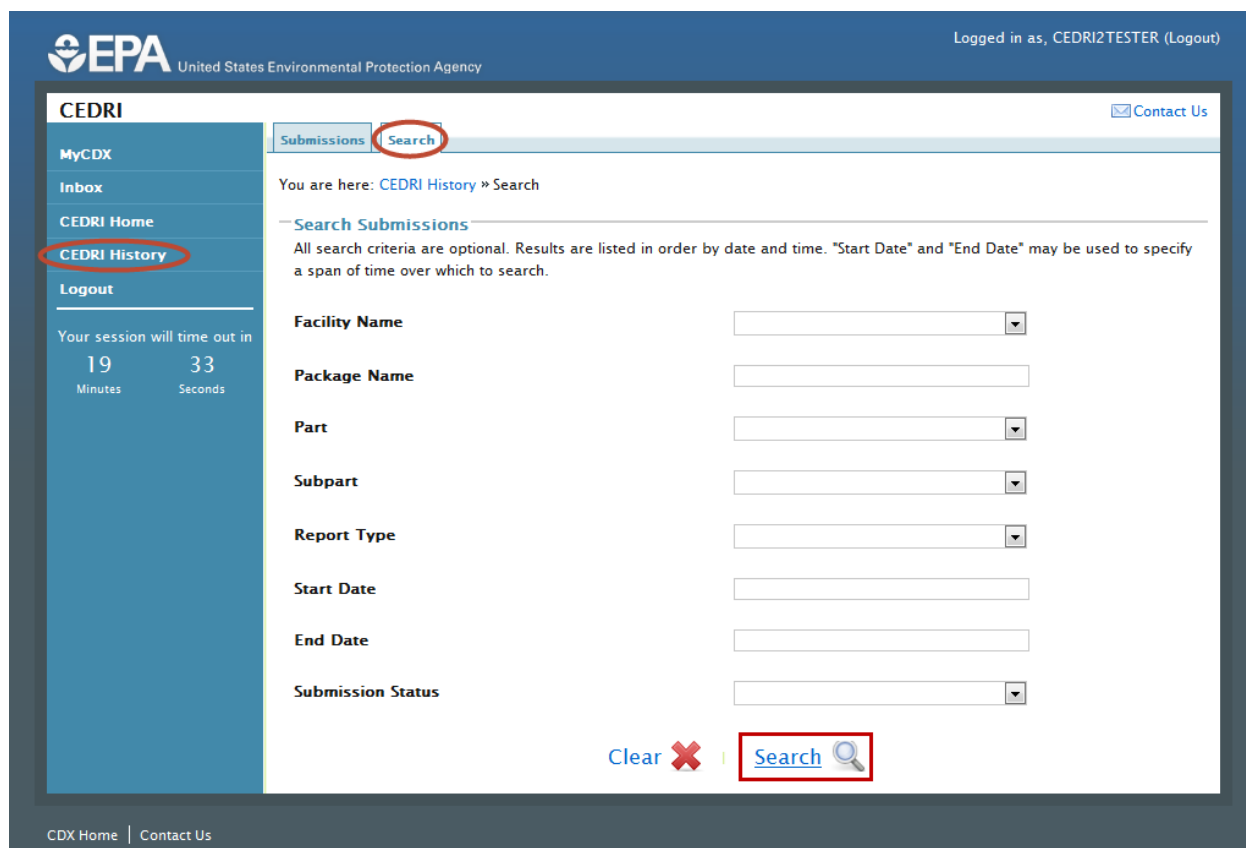 Logged in as, CEDRI2TESTER (Logout)
EPA United States Environmental Protection Agency
CEDRI
Contact Us
MyCDX
Inbox
CEDRI Home
CEDRI History
Logout
Your session will time out in
19 33
Minutes Seconds
Submissions Search
You are here: CEDRI History » Search
Search Submissions
All search criteria are optional. Results are listed in order by date and time. "Start Date" and "End Date" may be used to specify
a span of time over which to search.
Facility Name
Package Name
Part
Subpart
Report Type
Start Date
End Date
Submission Status
Clear | Search
CDX Home | Contact Us